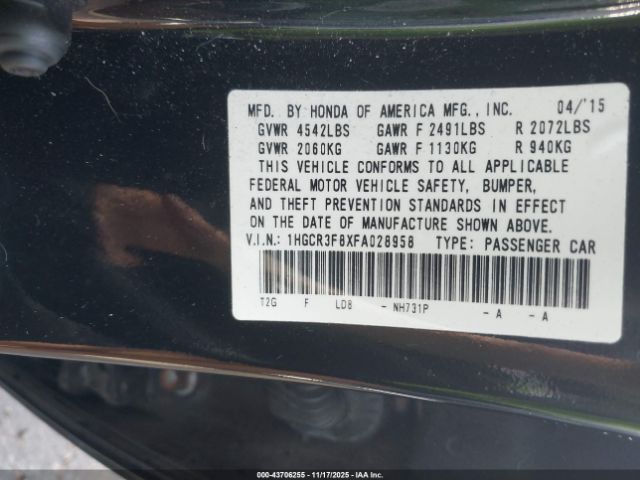 MFD. BY HONDA OF AMERICA MFG., INC. 04/'15
GVWR 4542LBS GAWR F 2491LBS R 2072LBS
GVWR 2060KG GAWR F 1130KG R 940KG
THIS VEHICLE CONFORMS TO ALL APPLICABLE
FEDERAL MOTOR VEHICLE SAFETY, BUMPER,
AND THEFT PREVENTION STANDARDS IN EFFECT
ON THE DATE OF MANUFACTURE SHOWN ABOVE.
V.I.N.: 1HGCR3F8XFA028958 TYPE: PASSENGER CAR
T2G F LD8 - NH731P - A - A
000-43706255 - 11/17/2025 - IAA Inc.